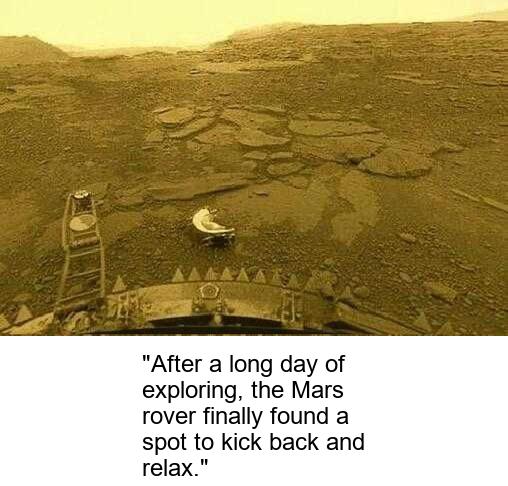 "After a long day of
exploring, the Mars
rover finally found a
spot to kick back and
relax."